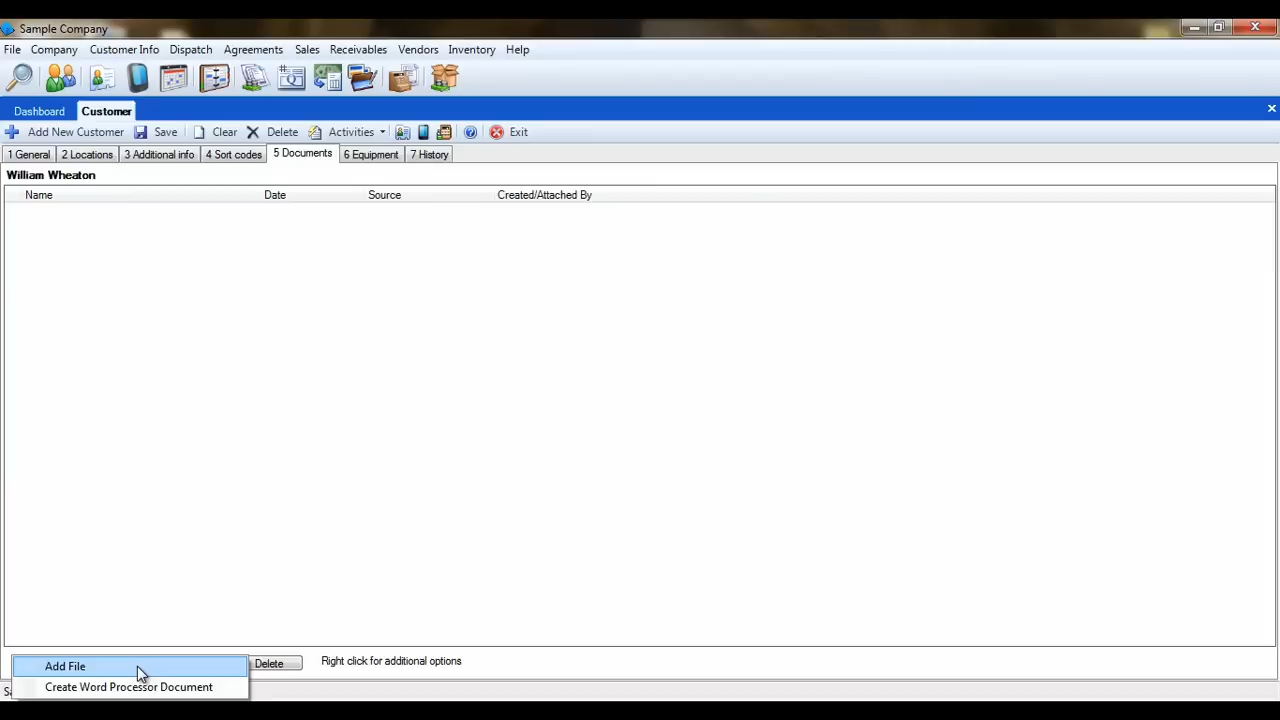 Sample Company
File Company Customer Info Dispatch Agreements Sales Receivables Vendors Inventory Help
Dashboard Customer
Add New Customer Save Clear Delete Activities Exit
1 General 2 Locations 3 Additional info 4 Sort codes 5 Documents 6 Equipment 7 History
William Wheaton
Name Date Source Created/Attached By
Add File Delete Right click for additional options
Create Word Processor Document